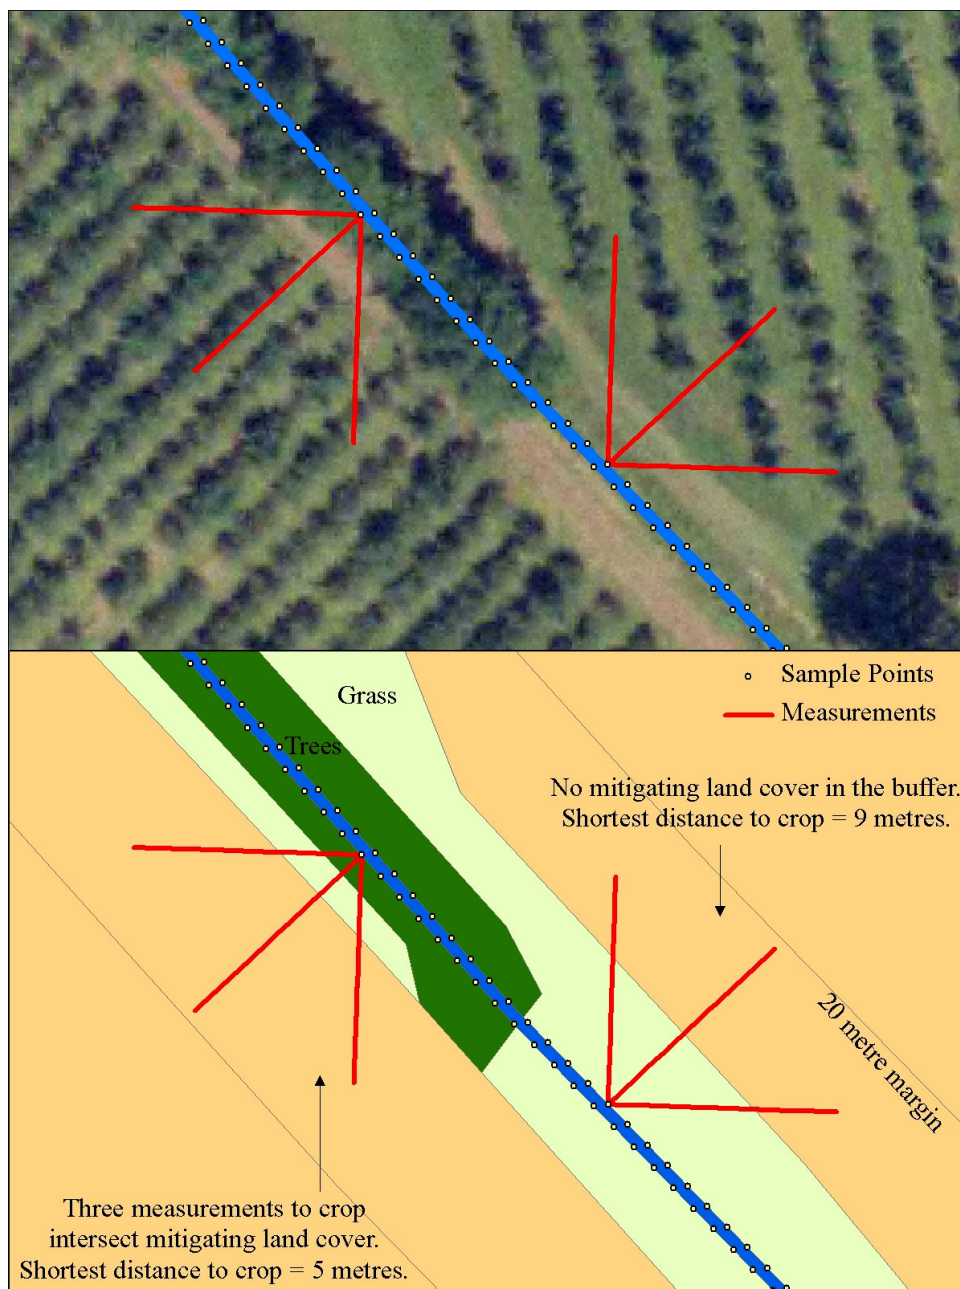 Grass
Sample Points
Measurements
Trees
No mitigating land cover in the buffer.
Shortest distance to crop = 9 metres.
20 metre margin
Three measurements to crop
intersect mitigating land cover.
Shortest distance to crop = 5 metres.